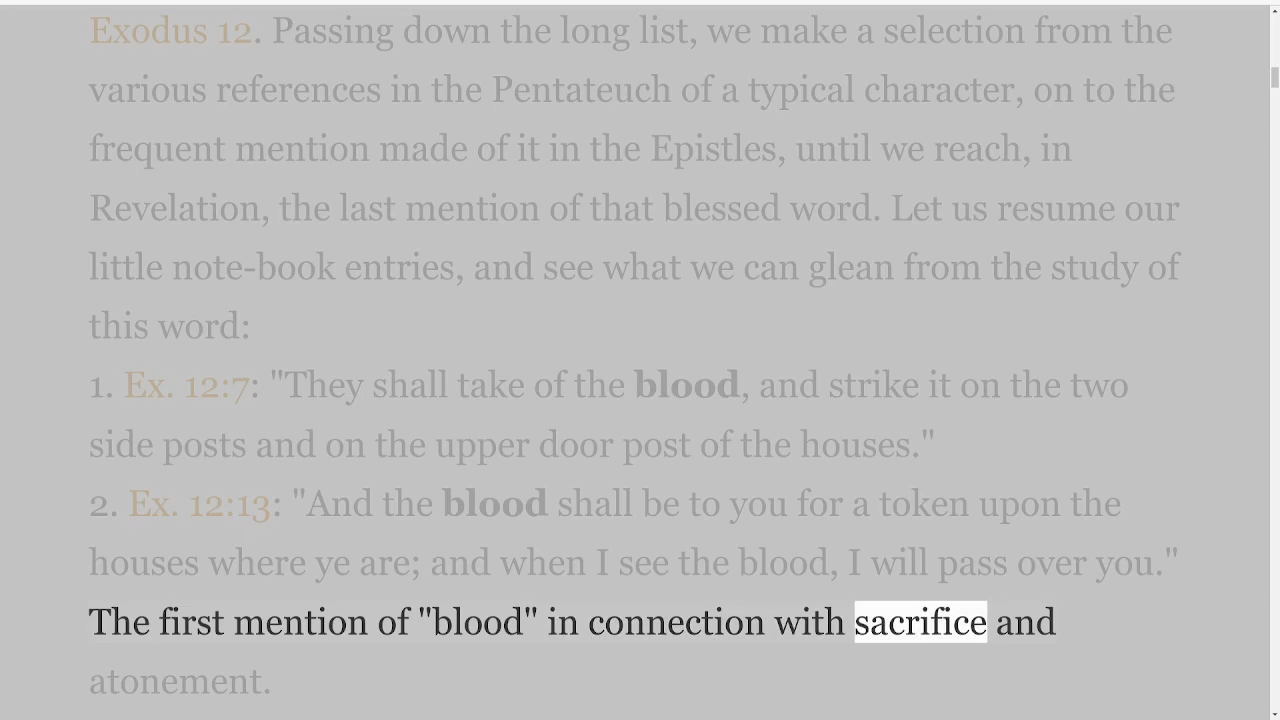 Exodus 12. Passing down the long list, we make a selection from the
various references in the Pentateuch of a typical character, on to the
frequent mention made of it in the Epistles, until we reach, in
Revelation, the last mention of that blessed word. Let us resume our
little note-book entries, and see what we can glean from the study of
this word:
1. Ex. 12:7: "They shall take of the blood, and strike it on the two
side posts and on the upper door post of the houses."
2. Ex. 12:13: "And the blood shall be to you for a token upon the
houses where ye are; and when I see the blood, I will pass over you."
The first mention of "blood" in connection with sacrifice and
atonement.